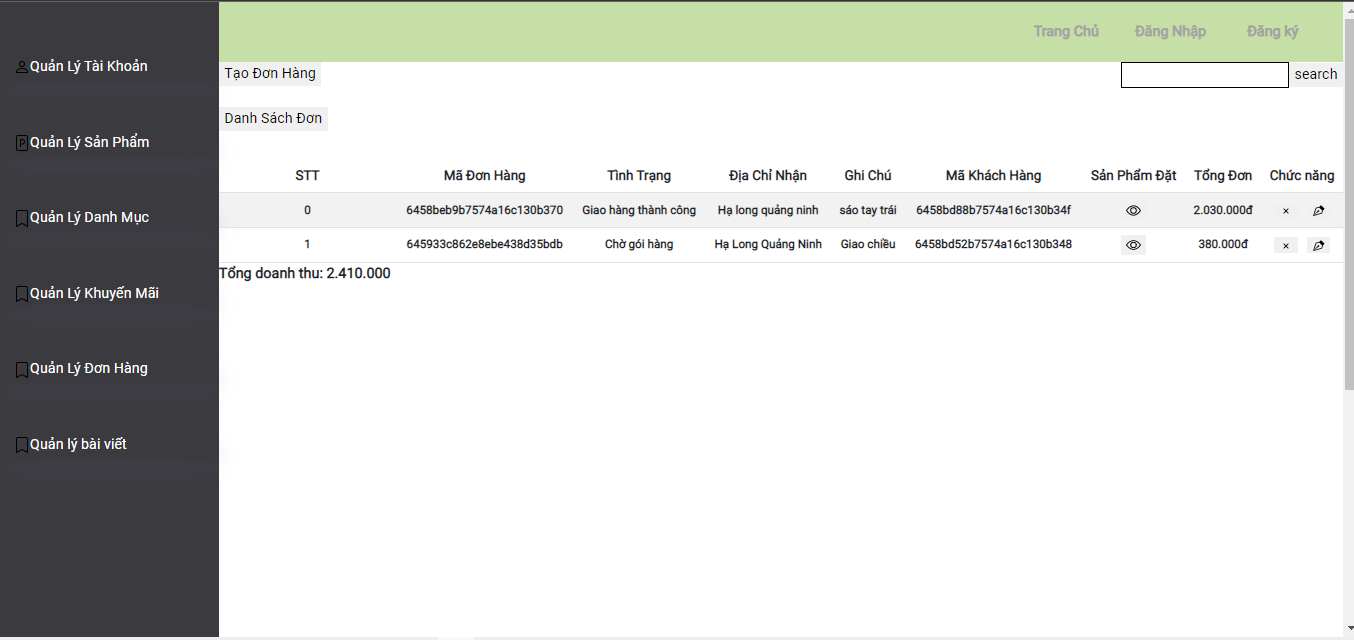 Trang Chủ Đăng Nhập Đăng ký
Quản Lý Tài Khoản
Quản Lý Sản Phẩm
Quản Lý Danh Mục
Quản Lý Khuyến Mãi
Quản Lý Đơn Hàng
Quản lý bài viết
Tạo Đơn Hàng search
Danh Sách Đơn
STT Mã Đơn Hàng Tình Trạng Địa Chỉ Nhận Ghi Chú Mã Khách Hàng Sản Phẩm Đặt Tổng Đơn Chức năng
0 6458beb9b7574a16c130b370 Giao hàng thành công Hạ long quảng ninh sáo tay trái 6458bd88b7574a16c130b34f 2.030.000đ ×
1 645933c862e8ebe438d35bdb Chờ gói hàng Hạ Long Quảng Ninh Giao chiều 6458bd52b7574a16c130b348 380.000đ ×
Tổng doanh thu: 2.410.000